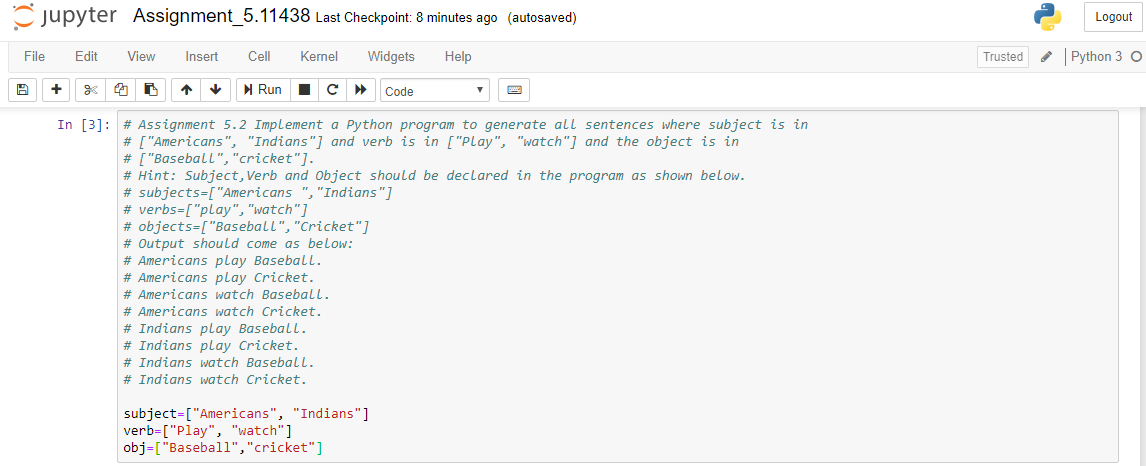 jupyter Assignment_5.11438 Last Checkpoint: 8 minutes ago (autosaved)
Logout
File Edit View Insert Cell Kernel Widgets Help
Trusted Python 3
Run Code
In [3]: # Assignment 5.2 Implement a Python program to generate all sentences where subject is in
# ["Americans", "Indians"] and verb is in ["Play", "watch"] and the object is in
# ["Baseball","cricket"].
# Hint: Subject,Verb and Object should be declared in the program as shown below.
# subjects=["Americans ","Indians"]
# verbs=["play","watch"]
# objects=["Baseball","Cricket"]
# Output should come as below:
# Americans play Baseball.
# Americans play Cricket.
# Americans watch Baseball.
# Americans watch Cricket.
# Indians play Baseball.
# Indians play Cricket.
# Indians watch Baseball.
# Indians watch Cricket.
subject=["Americans", "Indians"]
verb=["Play", "watch"]
obj=["Baseball","cricket"]